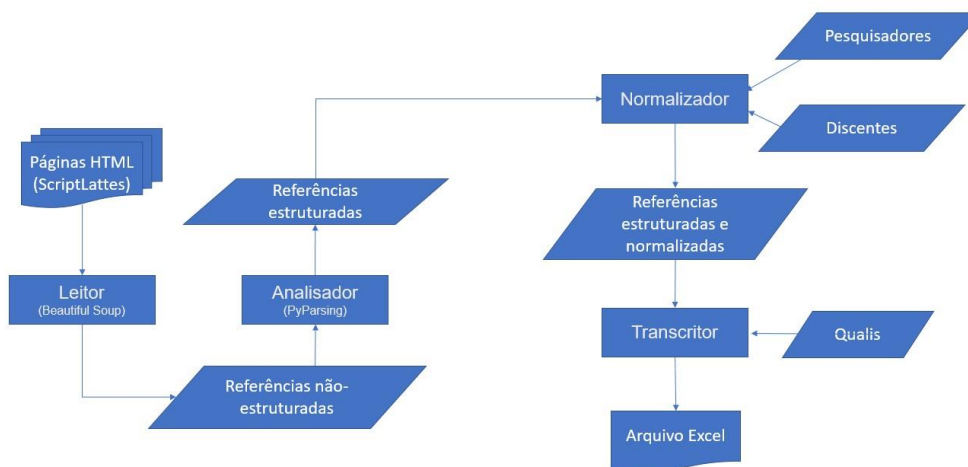 Páginas HTML
(ScriptLattes)
Leitor
(Beautiful Soup)
Referências não-
estruturadas
Analisador
(PyParsing)
Referências
estruturadas
Normalizador
Pesquisadores
Discentes
Referências
estruturadas e
normalizadas
Transcritor
Qualis
Arquivo Excel